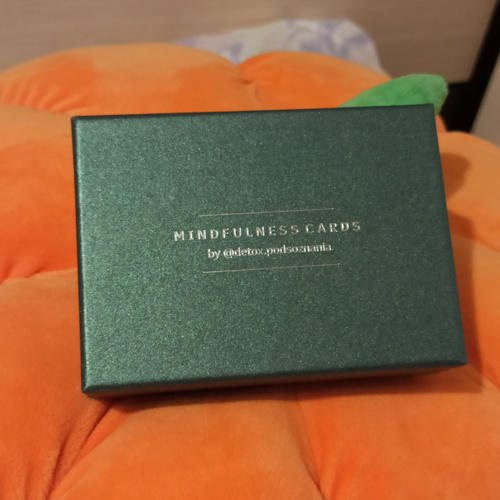 MINDFULNESS CARDS
by @detox.podsoznania